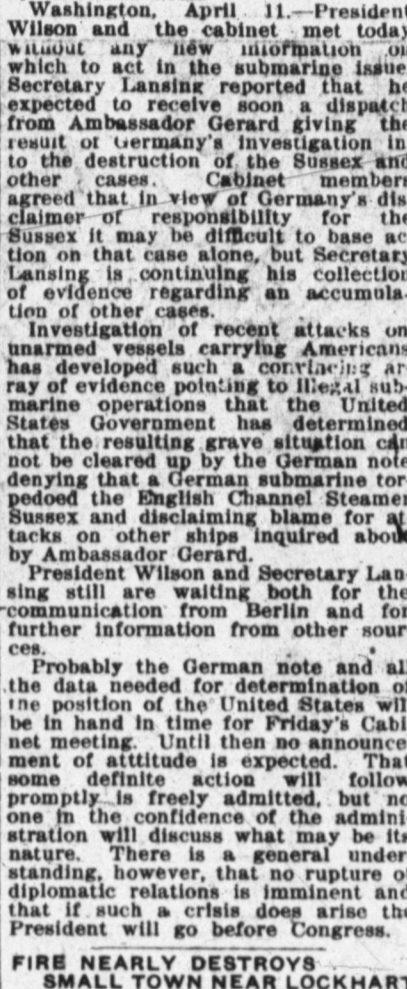 Washington, April 11.—President
Wilson and the cabinet met today
without any new information on
which to act in the submarine issue.
Secretary Lansing reported that he
expected to receive soon a dispatch
from Ambassador Gerard giving the
result of Germany's investigation in
to the destruction of the Sussex and
other cases. Cabinet members
agreed that in view of Germany's dis
claimer of responsibility for the
Sussex it may be difficult to base ac
tion on that case alone, but Secretary
Lansing is continuing his collection
of evidence regarding an accumula
tion of other cases.
Investigation of recent attacks on
unarmed vessels carrying Americans
has developed such a convincing ar
ray of evidence pointing to illegal sub
marine operations that the United
States Government has determined
that the resulting grave situation can
not be cleared up by the German note
denying that a German submarine tor
pedoed the English Channel Steamer
Sussex and disclaiming blame for at
tacks on other ships inquired about
by Ambassador Gerard.
President Wilson and Secretary Lan
sing still are waiting both for the
communication from Berlin and for
further information from other sour
ces.
Probably the German note and all
the data needed for determination of
the position of the United States will
be in hand in time for Friday's Cabi
net meeting. Until then no announce
ment of atttitude is expected. That
some definite action will follow
promptly is freely admitted, but no
one in the confidence of the admini
stration will discuss what may be its
nature. There is a general under
standing, however, that no rupture of
diplomatic relations is imminent and
that if such a crisis does arise the
President will go before Congress.
FIRE NEARLY DESTROYS
SMALL TOWN NEAR LOCKHART